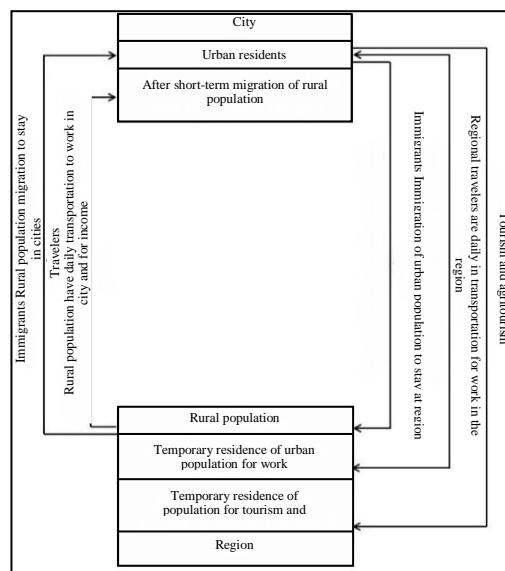 City
Urban residents
After short-term migration of rural
population
Immigrants Rural population migration to stay
in cities
Travelers
Rural population have daily transportation to work in
city and for income
Immigrants Immigration of urban population to stay
at region
Regional travelers are daily in transportation for work in the
region
Tourism and agritourism
Rural population
Temporary residence of urban
population for work
Temporary residence of
population for tourism and
Region